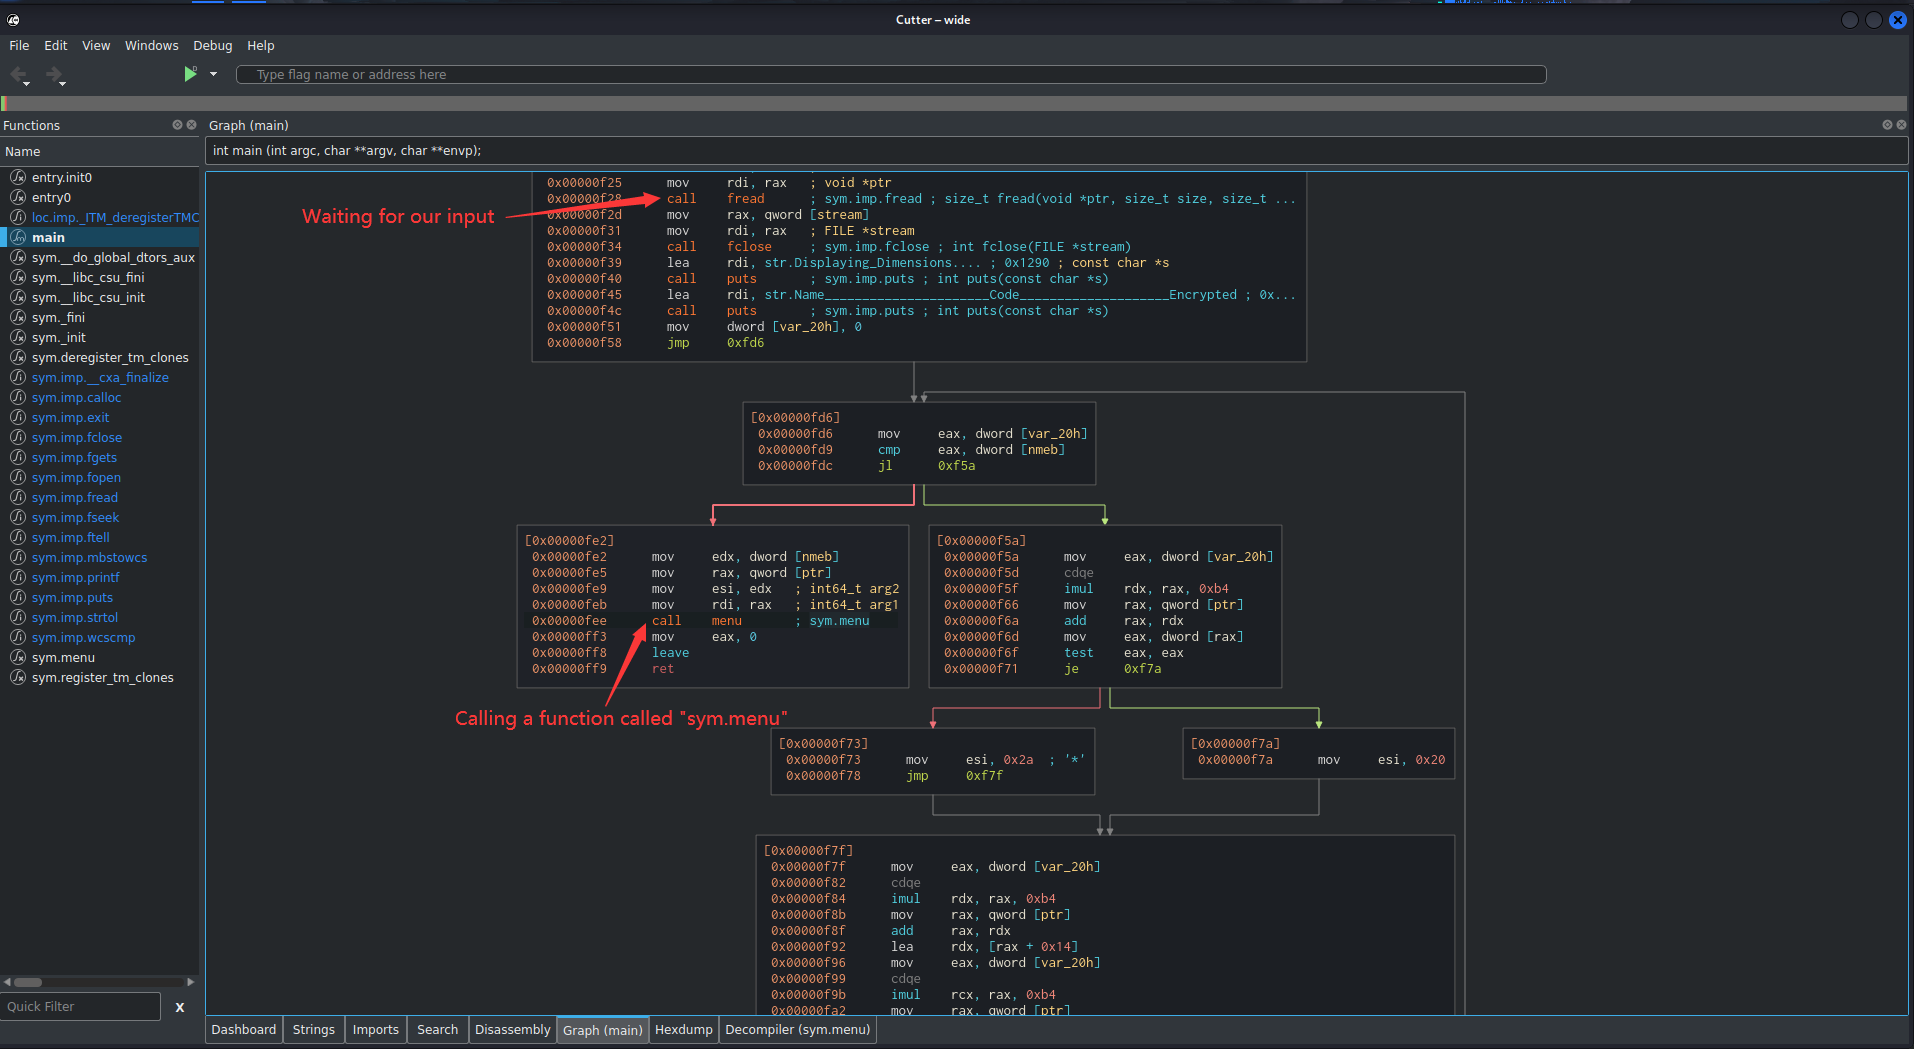 Cutter – wide
File Edit View Windows Debug Help
Type flag name or address here
Functions
Name
entry.init0
entry0
loc.imp._ITM_deregisterTMC
main
sym.__do_global_dtors_aux
sym.__libc_csu_fini
sym.__libc_csu_init
sym._fini
sym._init
sym.deregister_tm_clones
sym.imp.__cxa_finalize
sym.imp.calloc
sym.imp.exit
sym.imp.fclose
sym.imp.fgets
sym.imp.fopen
sym.imp.fread
sym.imp.fseek
sym.imp.ftell
sym.imp.mbstowcs
sym.imp.printf
sym.imp.puts
sym.imp.strtol
sym.imp.wcscmp
sym.menu
sym.register_tm_clones
Quick Filter X
Graph (main)
int main (int argc, char **argv, char **envp);
0x00000f25 mov rdi, rax ; void *ptr
0x00000f28 call fread ; sym.imp.fread ; size_t fread(void *ptr, size_t size, size_t ...
0x00000f2d mov rax, qword [stream]
0x00000f31 mov rdi, rax ; FILE *stream
0x00000f34 call fclose ; sym.imp.fclose ; int fclose(FILE *stream)
0x00000f39 lea rdi, str.Displaying_Dimensions.... ; 0x1290 ; const char *s
0x00000f40 call puts ; sym.imp.puts ; int puts(const char *s)
0x00000f45 lea rdi, str.Name______________________Code____________________Encrypted ; 0x...
0x00000f4c call puts ; sym.imp.puts ; int puts(const char *s)
0x00000f51 mov dword [var_20h], 0
0x00000f58 jmp 0xfd6
Waiting for our input
[0x00000fd6]
0x00000fd6 mov eax, dword [var_20h]
0x00000fd9 cmp eax, dword [nmeb]
0x00000fdc jl 0xf5a
[0x00000fe2]
0x00000fe2 mov edx, dword [nmeb]
0x00000fe5 mov rax, qword [ptr]
0x00000fe9 mov esi, edx ; int64_t arg2
0x00000feb mov rdi, rax ; int64_t arg1
0x00000fee call menu ; sym.menu
0x00000ff3 mov eax, 0
0x00000ff8 leave
0x00000ff9 ret
Calling a function called "sym.menu"
[0x00000f5a]
0x00000f5a mov eax, dword [var_20h]
0x00000f5d cdqe
0x00000f5f imul rdx, rax, 0xb4
0x00000f66 mov rax, qword [ptr]
0x00000f6a add rax, rdx
0x00000f6d mov eax, dword [rax]
0x00000f6f test eax, eax
0x00000f71 je 0xf7a
[0x00000f73]
0x00000f73 mov esi, 0x2a ; '*'
0x00000f78 jmp 0xf7f
[0x00000f7a]
0x00000f7a mov esi, 0x20
[0x00000f7f]
0x00000f7f mov eax, dword [var_20h]
0x00000f82 cdqe
0x00000f84 imul rdx, rax, 0xb4
0x00000f8b mov rax, qword [ptr]
0x00000f8f add rax, rdx
0x00000f92 lea rdx, [rax + 0x14]
0x00000f96 mov eax, dword [var_20h]
0x00000f99 cdqe
0x00000f9b imul rcx, rax, 0xb4
0x00000fa2 mov rax, qword [ptr]
Dashboard Strings Imports Search Disassembly Graph (main) Hexdump Decompiler (sym.menu)